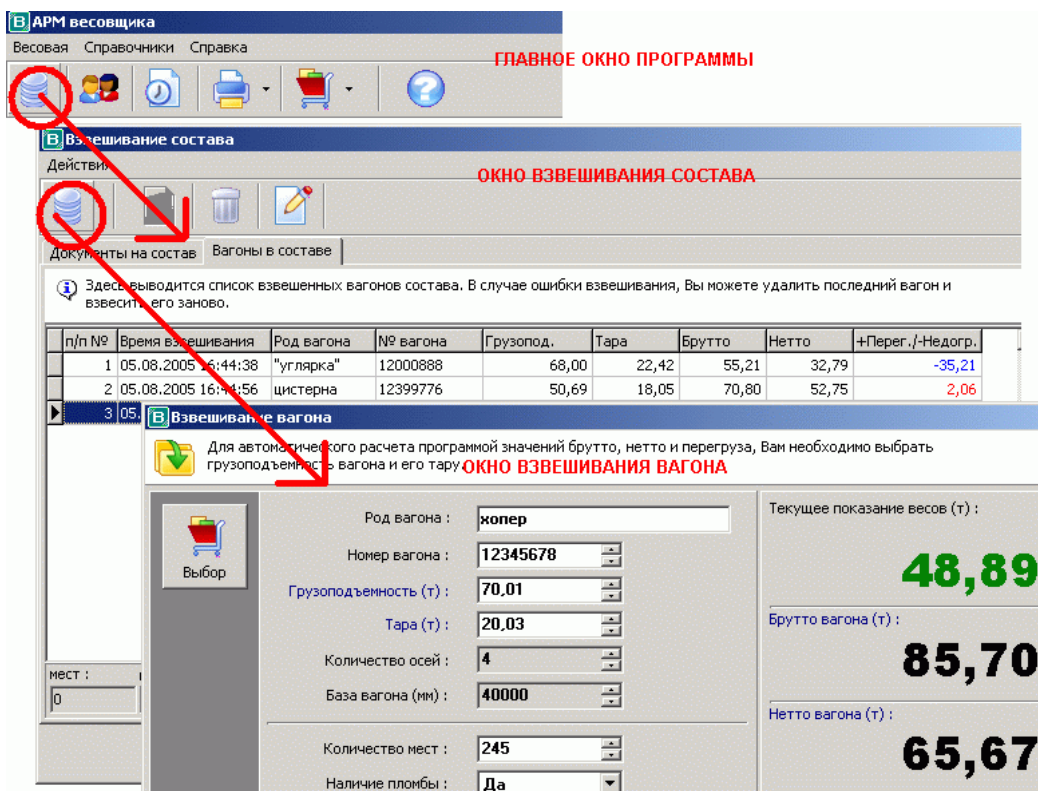 АРМ весовщика
Весовая Справочники Справка
ГЛАВНОЕ ОКНО ПРОГРАММЫ
Взвешивание состава
Действия
ОКНО ВЗВЕШИВАНИЯ СОСТАВА
Документы на состав Вагоны в составе
Здесь выводится список взвешенных вагонов состава. В случае ошибки взвешивания, Вы можете удалить последний вагон и
взвесить его заново.
п/п № Время взвешивания Род вагона № вагона Грузопод. Тара Брутто Нетто +Перег./-Недогр.
1 05.08.2005 16:44:38 "углярка" 12000888 68,00 22,42 55,21 32,79 -35,21
2 05.08.2005 16:44:56 цистерна 12399776 50,69 18,05 70,80 52,75 2,06
3 05.
Взвешивание вагона
Для автоматического расчета программой значений брутто, нетто и перегруза, Вам необходимо выбрать
грузоподъемность вагона и его тару.
ОКНО ВЗВЕШИВАНИЯ ВАГОНА
Выбор
Род вагона : хопер
Номер вагона : 12345678
Грузоподъемность (т) : 70,01
Тара (т) : 20,03
Количество осей : 4
База вагона (мм) : 40000
Количество мест : 245
Наличие пломбы : Да
Текущее показание весов (т) :
48,89
Брутто вагона (т) :
85,70
Нетто вагона (т) :
65,67
мест :
0